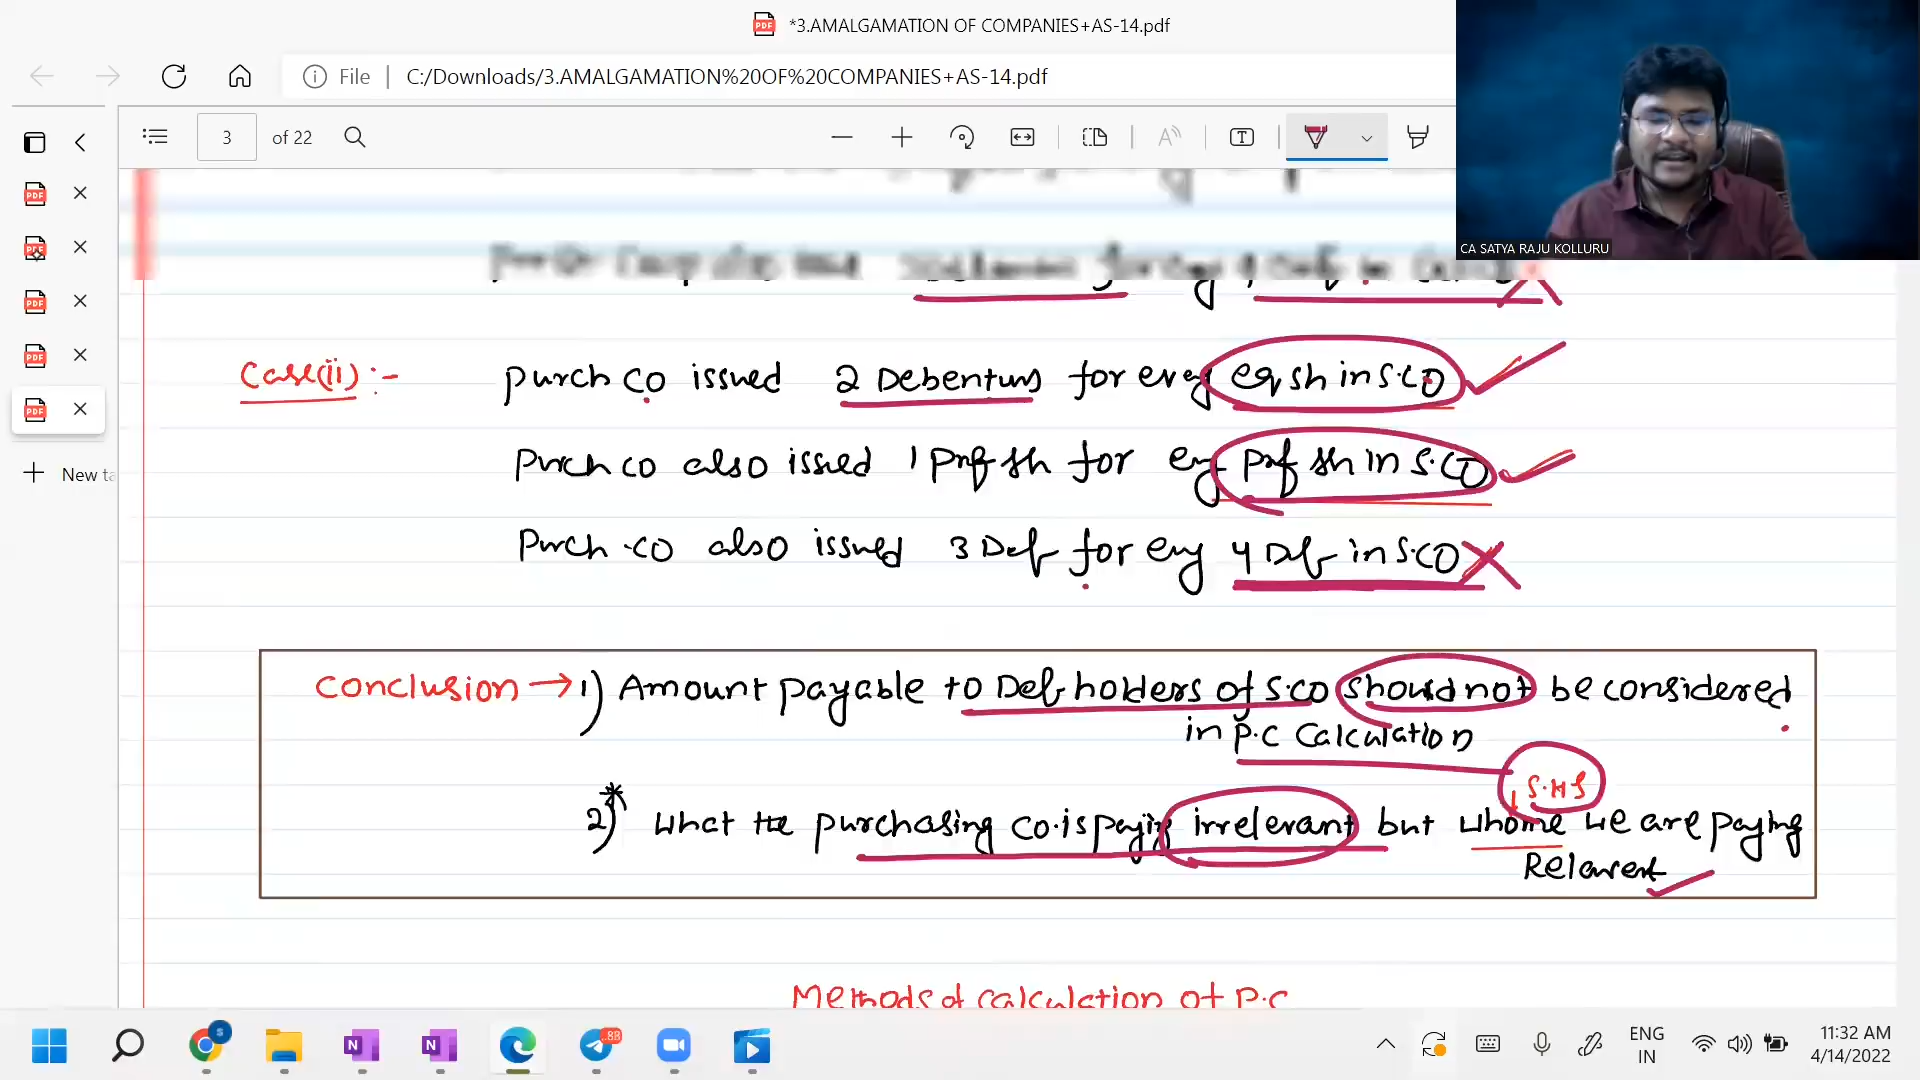 *3.AMALGAMATION OF COMPANIES+AS-14.pdf
File
C:/Downloads/3.AMALGAMATION%20OF%20COMPANIES+AS-14.pdf
3 of 22
CA SATYA RAJU KOLLURU
New ta
Case(ii) :-
purch co issued 2 Debentures for every eq sh in S.CO
Purch co also issued 1 Prf sh for ery prf sh in S.CO
Purch.co also issued 3 Deb for ery 4 Deb in S.CO
Conclusion → 1) Amount payable to Deb holders of S.CO should not be considered
in P.C Calculation
S.H's
2)* What the purchasing co.is paying irrelevant but whome we are paying
Relavent
Methods of calculation of P.C
S
N
N
..88
ENG
IN
11:32 AM
4/14/2022